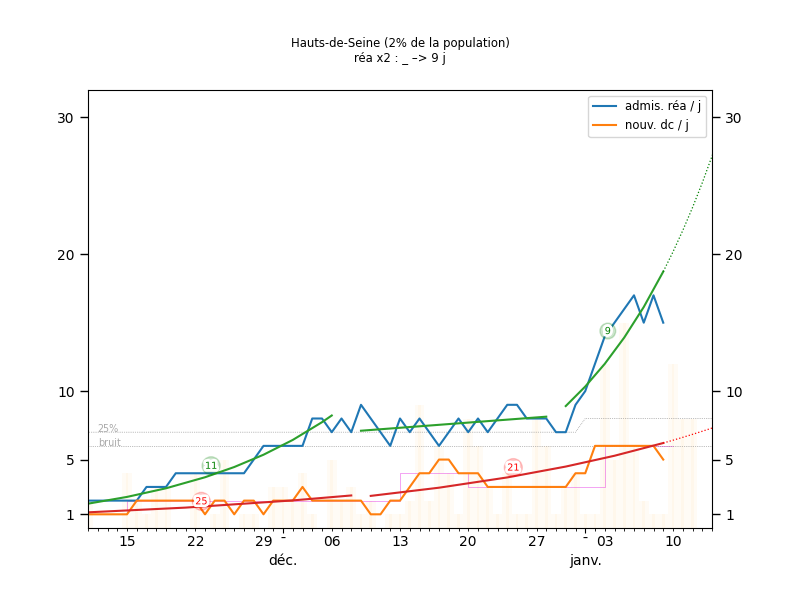 Hauts-de-Seine (2% de la population)
réa x2 : _ –> 9 j
admis. réa / j
nouv. dc / j
30 30
20 20
10 10
5 5
1 1
25%
bruit
11
25
21
9
15 22 29 - 06 13 20 27 - 03 10
déc. janv.